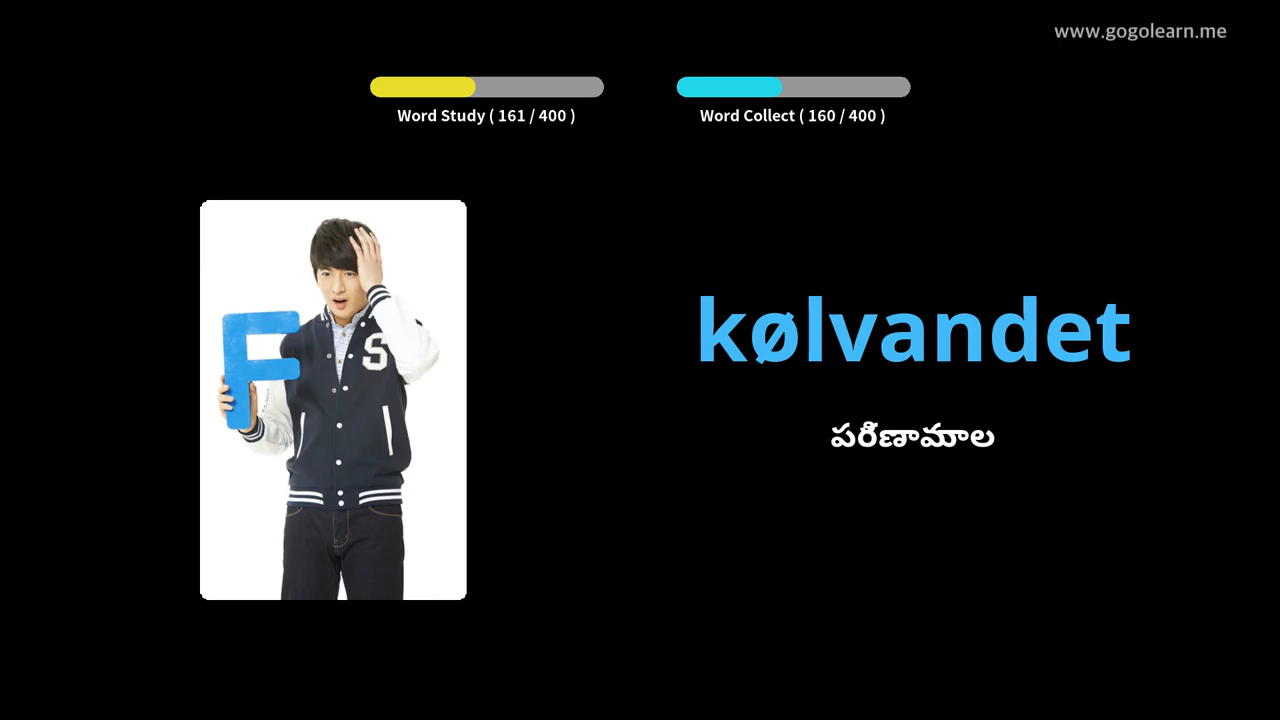 www.gogolearn.me
Word Study ( 161 / 400 )
Word Collect ( 160 / 400 )
F
S
kølvandet
పరిణామాల